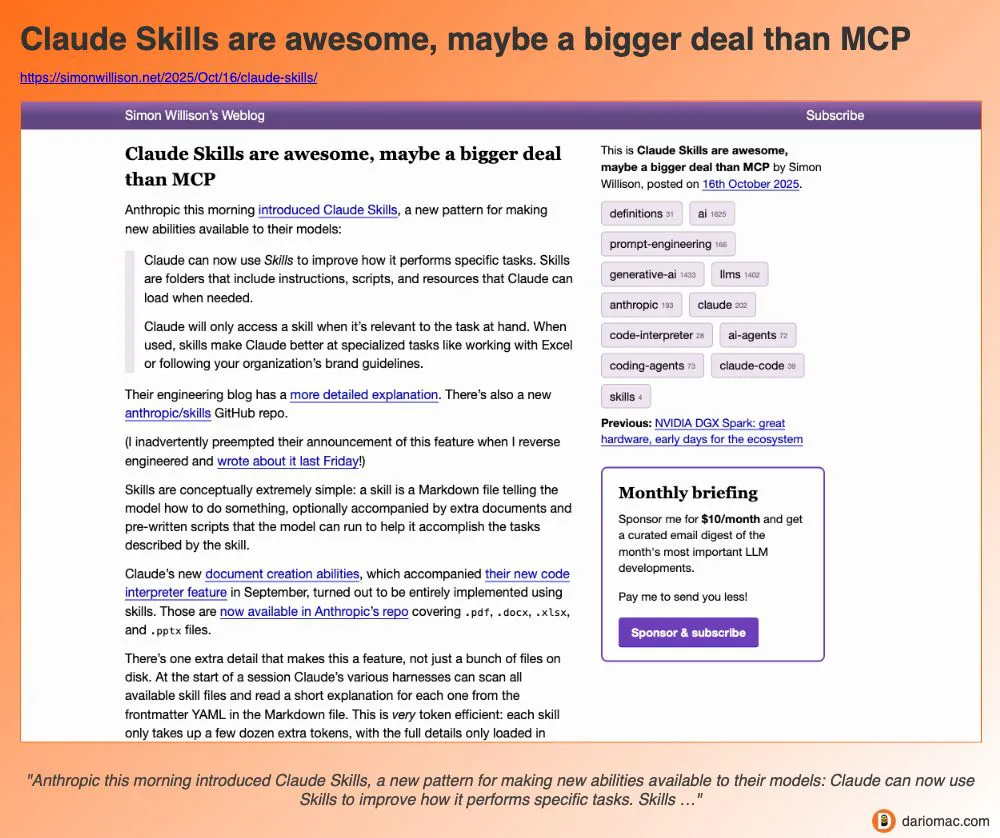 Claude Skills are awesome, maybe a bigger deal than MCP
https://simonwillison.net/2025/Oct/16/claude-skills/
Simon Willison's Weblog
Subscribe
Claude Skills are awesome, maybe a bigger deal
than MCP
Anthropic this morning introduced Claude Skills, a new pattern for making
new abilities available to their models:
Claude can now use Skills to improve how it performs specific tasks. Skills
are folders that include instructions, scripts, and resources that Claude can
load when needed.
Claude will only access a skill when it's relevant to the task at hand. When
used, skills make Claude better at specialized tasks like working with Excel
or following your organization's brand guidelines.
Their engineering blog has a more detailed explanation. There's also a new
anthropic/skills GitHub repo.
(I inadvertently preempted their announcement of this feature when I reverse
engineered and wrote about it last Friday!)
Skills are conceptually extremely simple: a skill is a Markdown file telling the
model how to do something, optionally accompanied by extra documents and
pre-written scripts that the model can run to help it accomplish the tasks
described by the skill.
Claude's new document creation abilities, which accompanied their new code
interpreter feature in September, turned out to be entirely implemented using
skills. Those are now available in Anthropic's repo covering .pdf, .docx, .xlsx,
and .pptx files.
There's one extra detail that makes this a feature, not just a bunch of files on
disk. At the start of a session Claude's various harnesses can scan all
available skill files and read a short explanation for each one from the
frontmatter YAML in the Markdown file. This is very token efficient: each skill
only takes up a few dozen extra tokens, with the full details only loaded in
This is Claude Skills are awesome,
maybe a bigger deal than MCP by Simon
Willison, posted on 16th October 2025.
definitions 31 ai 1625
prompt-engineering 166
generative-ai 1433 llms 1402
anthropic 193 claude 202
code-interpreter 28 ai-agents 72
coding-agents 73 claude-code 39
skills 4
Previous: NVIDIA DGX Spark: great
hardware, early days for the ecosystem
Monthly briefing
Sponsor me for $10/month and get
a curated email digest of the
month's most important LLM
developments.
Pay me to send you less!
Sponsor & subscribe
"Anthropic this morning introduced Claude Skills, a new pattern for making new abilities available to their models: Claude can now use
Skills to improve how it performs specific tasks. Skills …"
dariomac.com